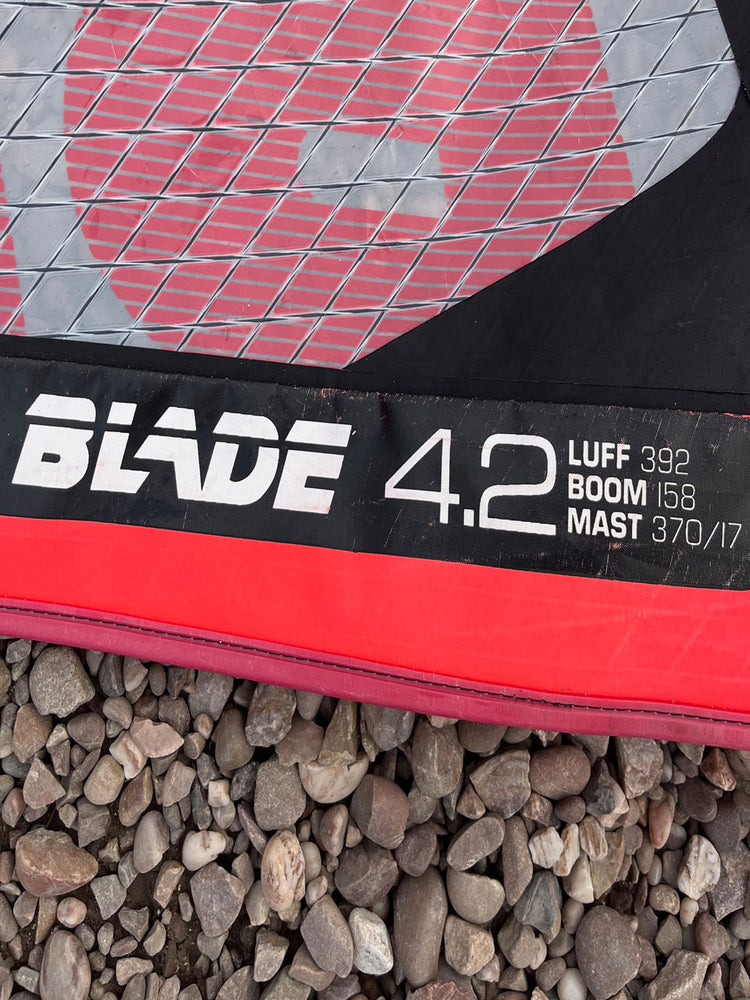 BLADE 4.2
LUFF 392
BOOM 158
MAST 370/17